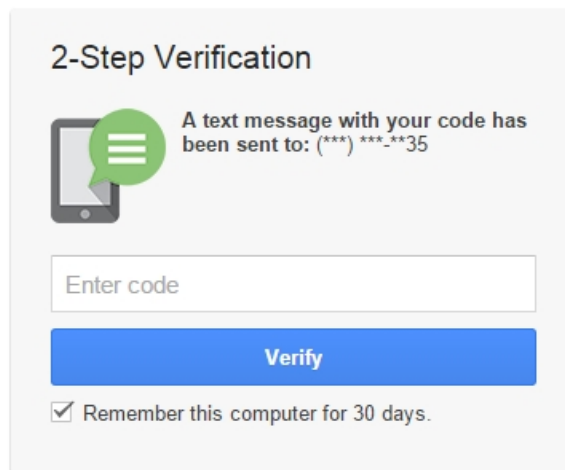 2-Step Verification
A text message with your code has
been sent to: (***) ***-**35
Enter code
Verify
Remember this computer for 30 days.